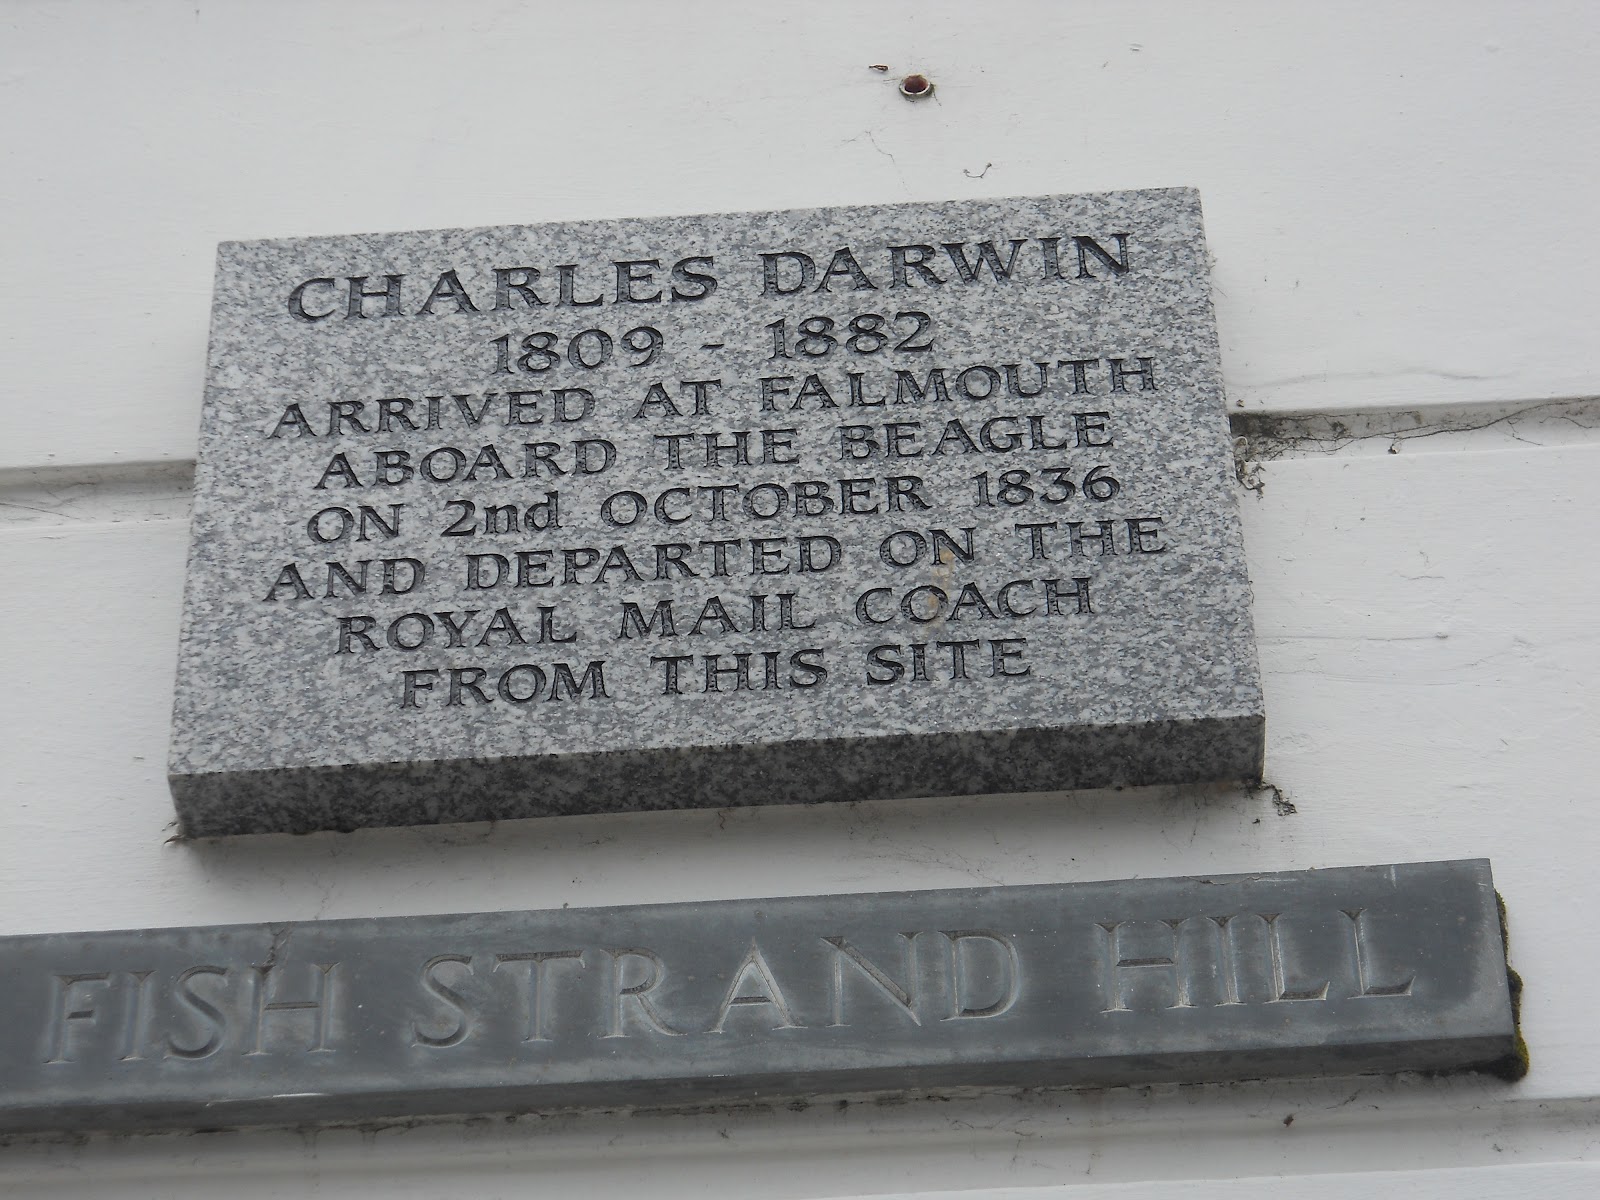 CHARLES DARWIN
1809 - 1882
ARRIVED AT FALMOUTH
ABOARD THE BEAGLE
ON 2nd OCTOBER 1836
AND DEPARTED ON THE
ROYAL MAIL COACH
FROM THIS SITE
FISH STRAND HILL